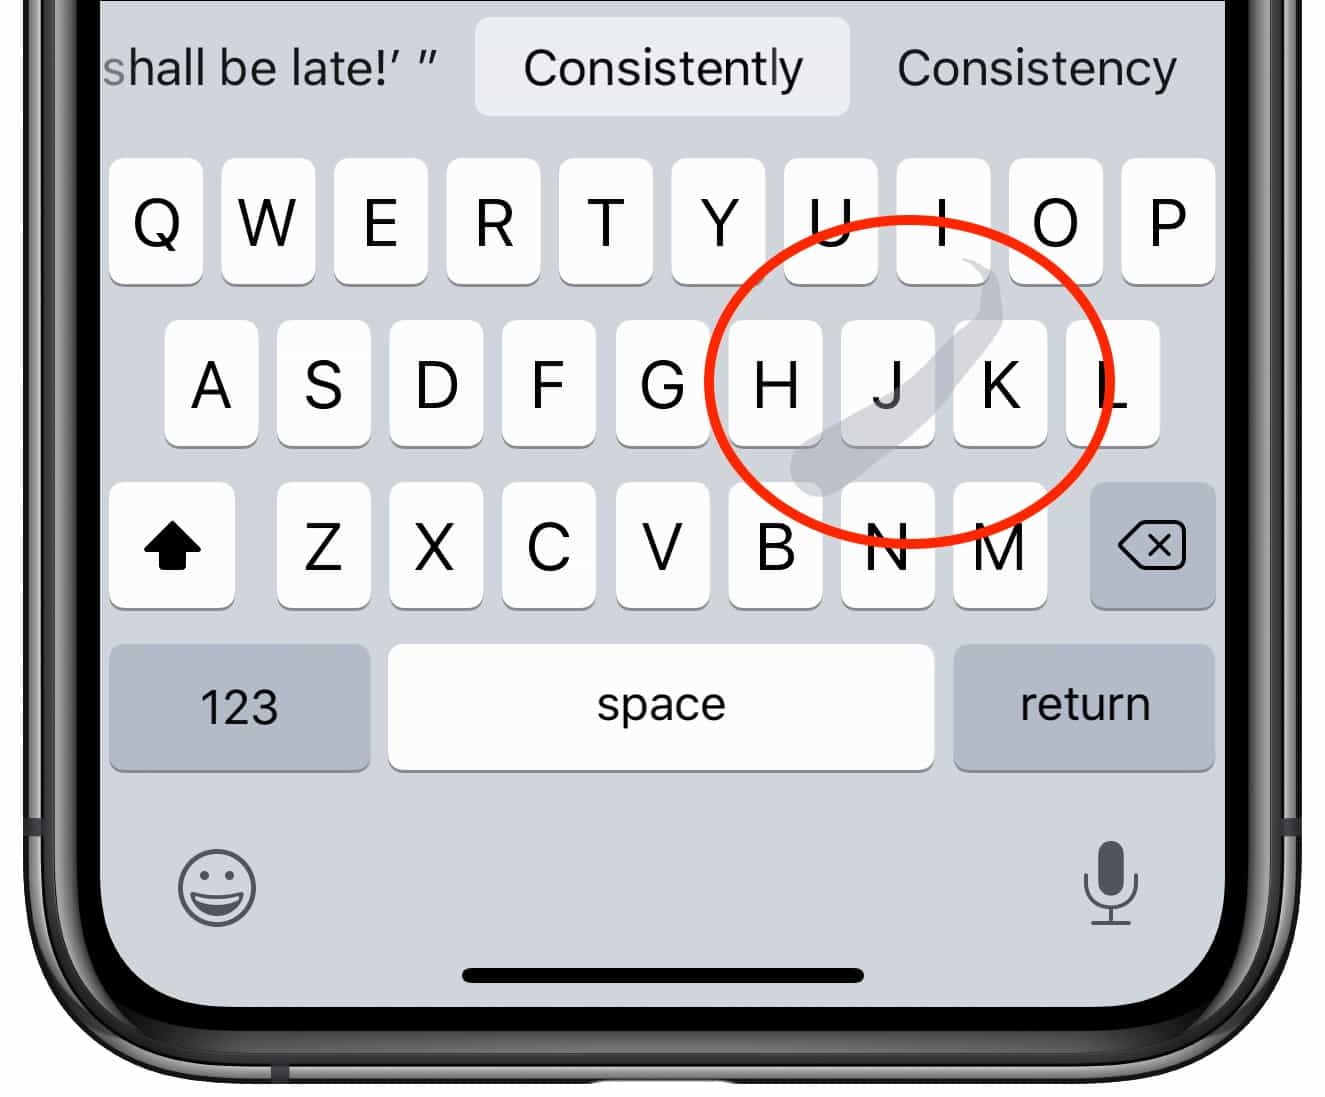 shall be late!’ ” Consistently Consistency
Q W E R T Y U I O P
A S D F G H J K L
Z X C V B N M
123 space return